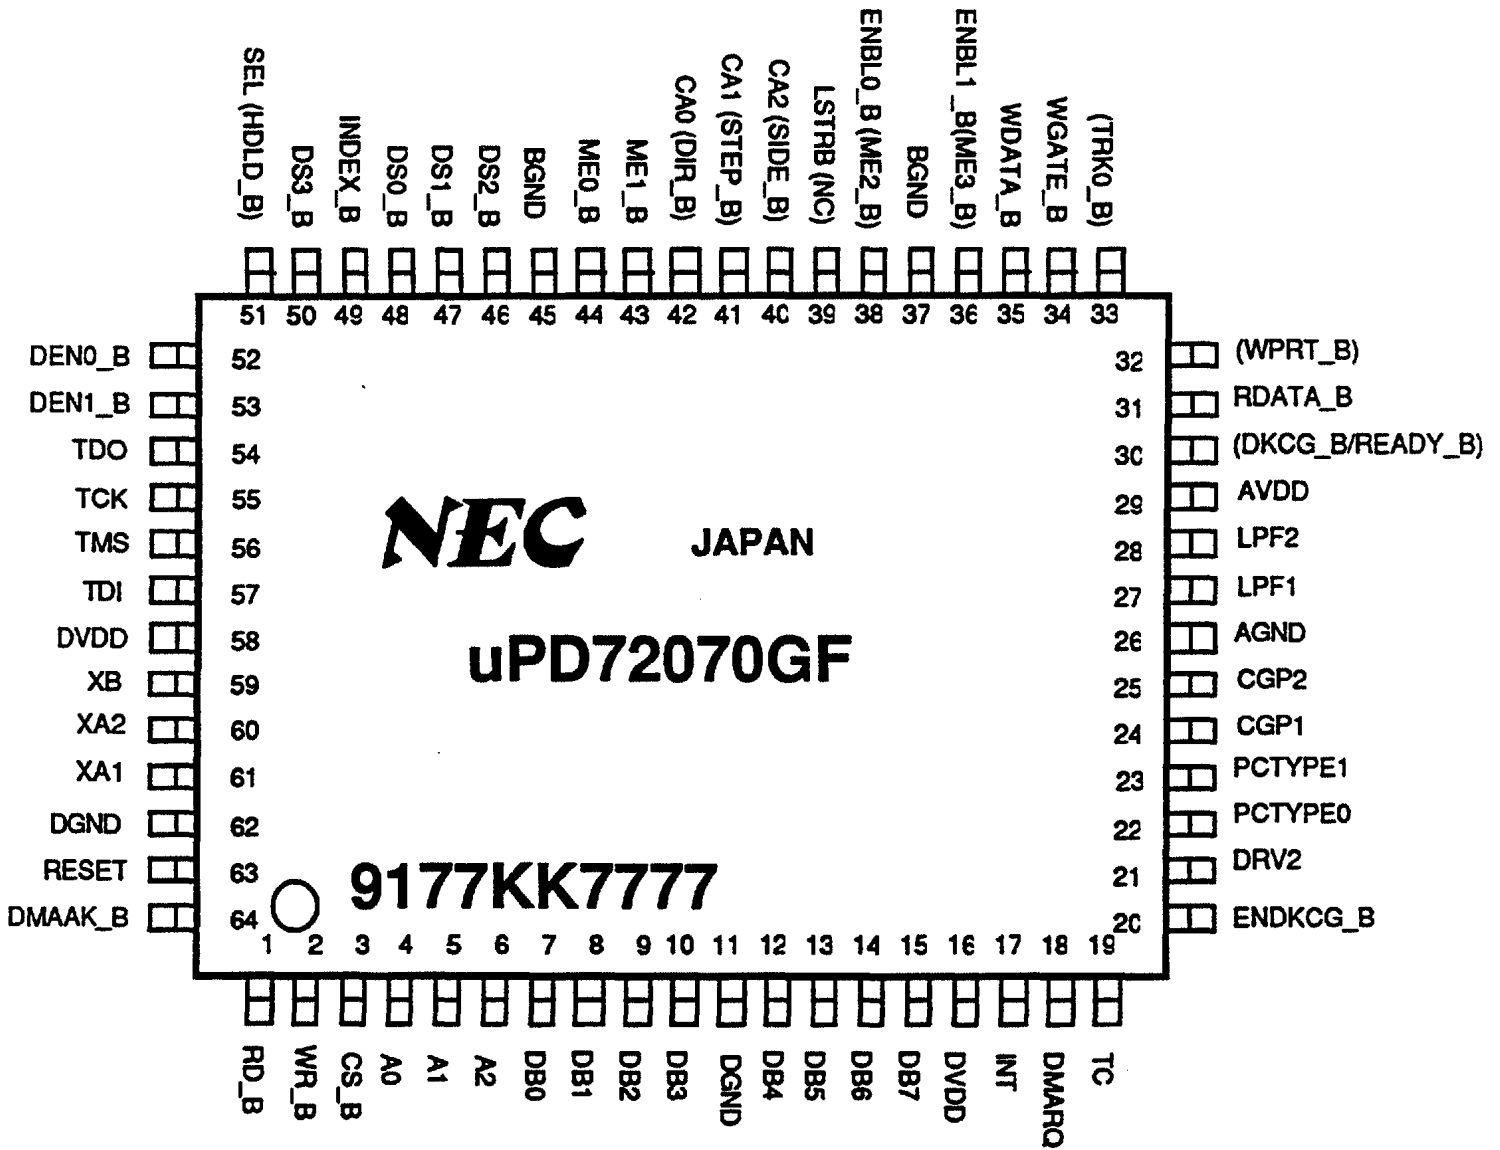 SEL (HDLD_B)
DS3_B
INDEX_B
DS0_B
DS1_B
DS2_B
BGND
ME0_B
ME1_B
CA0 (DIR_B)
CA1 (STEP_B)
CA2 (SIDE_B)
LSTRB (NC)
ENBL0_B (ME2_B)
BGND
ENBL1 _B(ME3_B)
WDATA_B
WGATE_B
(TRK0_B)
51 50 49 48 47 46 45 44 43 42 41 40 39 38 37 36 35 34 33
DEN0_B 52
32 (WPRT_B)
DEN1_B 53
31 RDATA_B
TDO 54
30 (DKCG_B/READY_B)
TCK 55
29 AVDD
TMS 56
28 LPF2
TDI 57
27 LPF1
DVDD 58
26 AGND
XB 59
25 CGP2
XA2 60
24 CGP1
XA1 61
23 PCTYPE1
DGND 62
22 PCTYPE0
RESET 63
21 DRV2
DMAAK_B 64
20 ENDKCG_B
NEC JAPAN
uPD72070GF
9177KK7777
1 2 3 4 5 6 7 8 9 10 11 12 13 14 15 16 17 18 19
RD_B
WR_B
CS_B
A0
A1
A2
DB0
DB1
DB2
DB3
DGND
DB4
DB5
DB6
DB7
DVDD
INT
DMARQ
TC